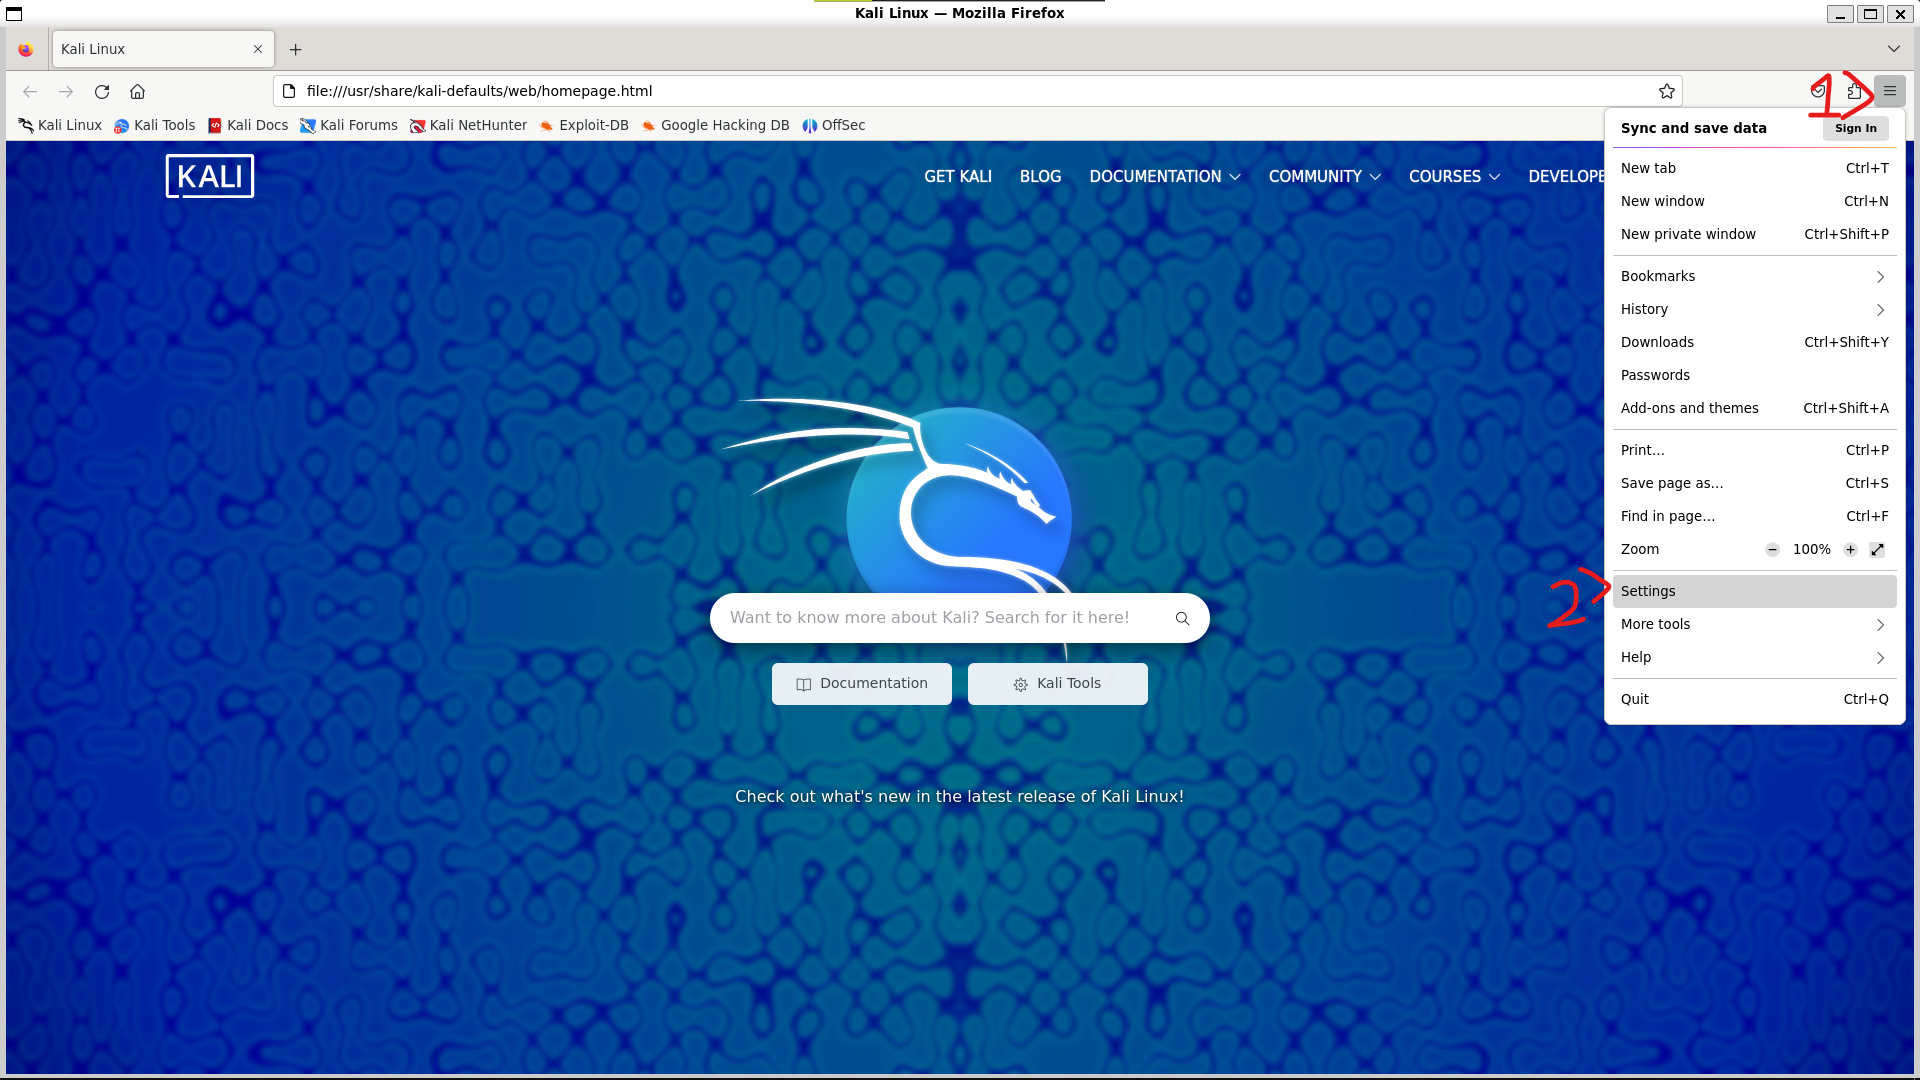 Kali Linux — Mozilla Firefox
Kali Linux
file:///usr/share/kali-defaults/web/homepage.html
1
Kali Linux Kali Tools Kali Docs Kali Forums Kali NetHunter Exploit-DB Google Hacking DB OffSec
Sync and save data Sign In
KALI GET KALI BLOG DOCUMENTATION COMMUNITY COURSES DEVELOPE
New tab Ctrl+T
New window Ctrl+N
New private window Ctrl+Shift+P
Bookmarks
History
Downloads Ctrl+Shift+Y
Passwords
Add-ons and themes Ctrl+Shift+A
Print... Ctrl+P
Save page as... Ctrl+S
Find in page... Ctrl+F
Zoom 100%
2
Settings
More tools
Help
Quit Ctrl+Q
Want to know more about Kali? Search for it here!
Documentation Kali Tools
Check out what's new in the latest release of Kali Linux!